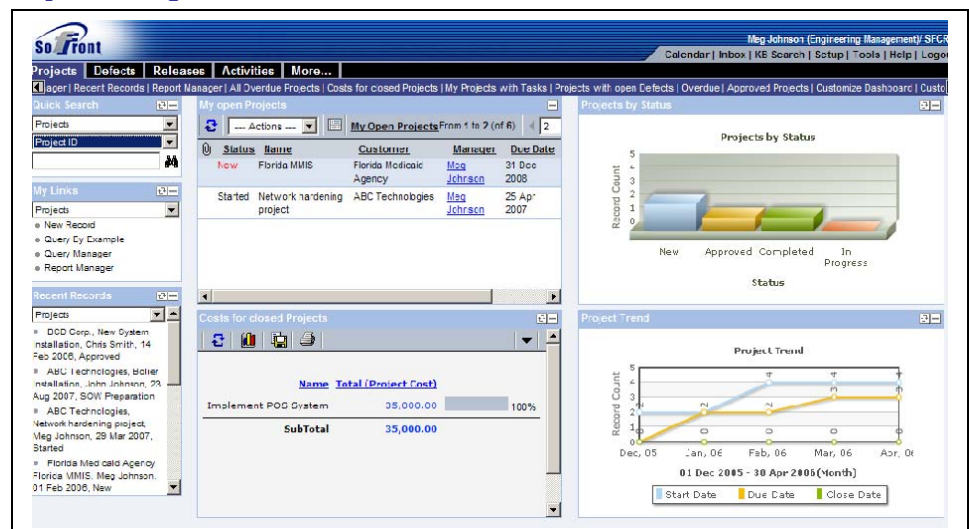 Soffront
Meg Johnson (Engineering Management)/ SFCR
Calendar | Inbox | KB Search | Setup | Tools | Help | Logo
Projects Defects Releases Activities More...
ager | Recent Records | Report Manager | All Overdue Projects | Costs for closed Projects | My Projects with Tasks | Projects with open Defects | Overdue | Approved Projects | Customize Dashboard | Custo
Quick Search
Projects
Project ID
My Links
Projects
New Record
Query By Example
Query Manager
Report Manager
Recent Records
Projects
DCD Corp., New System
nstallation, Chris Smith, 14
Feb 2006, Approved
ABC Technologies, Boiler
nstallation, John Johnson, 23
Aug 2007, SOW Preparation
ABC Technologies,
Network hardening project,
Meg Johnson, 29 Mar 2007,
Started
Florida Medicaid Agency
Florida MMIS, Meg Johnson,
01 Feb 2006, New
My open Projects
--- Actions --- My Open Projects From 1 to 2 (of 6) 2
Status Name Customer Manager Due Date
New Florida MMIS Florida Medicaid Agency Meg Johnson 31 Dec 2008
Started Network hardening project ABC Technologies Meg Johnson 25 Apr 2007
Costs for closed Projects
Name Total (Project Cost)
Implement POS System 35,000.00 100%
SubTotal 35,000.00
Projects by Status
Projects by Status
Record Count
5
4
3
2
1
0
New Approved Completed In Progress
Status
Project Trend
Project Trend
Record Count
5
4
3
2
1
0
2 2 4 4 4
0 2 2 3 3
0 0 0 0 0
Dec, 05 Jan, 06 Feb, 06 Mar, 06 Apr, 06
01 Dec 2005 - 30 Apr 2006(Month)
Start Date Due Date Close Date